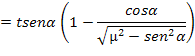 = tsenα (1 − cosα / √(μ² − sen²α))